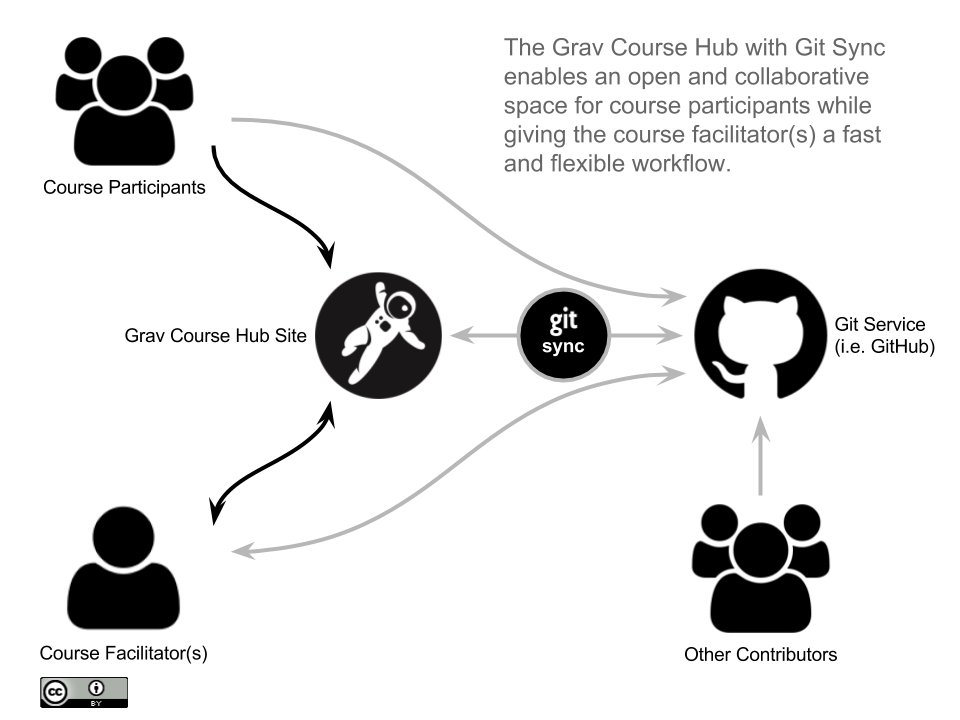 The Grav Course Hub with Git Sync
enables an open and collaborative
space for course participants while
giving the course facilitator(s) a fast
and flexible workflow.
Course Participants
Grav Course Hub Site
git
sync
Git Service
(i.e. GitHub)
Course Facilitator(s)
Other Contributors
cc
BY